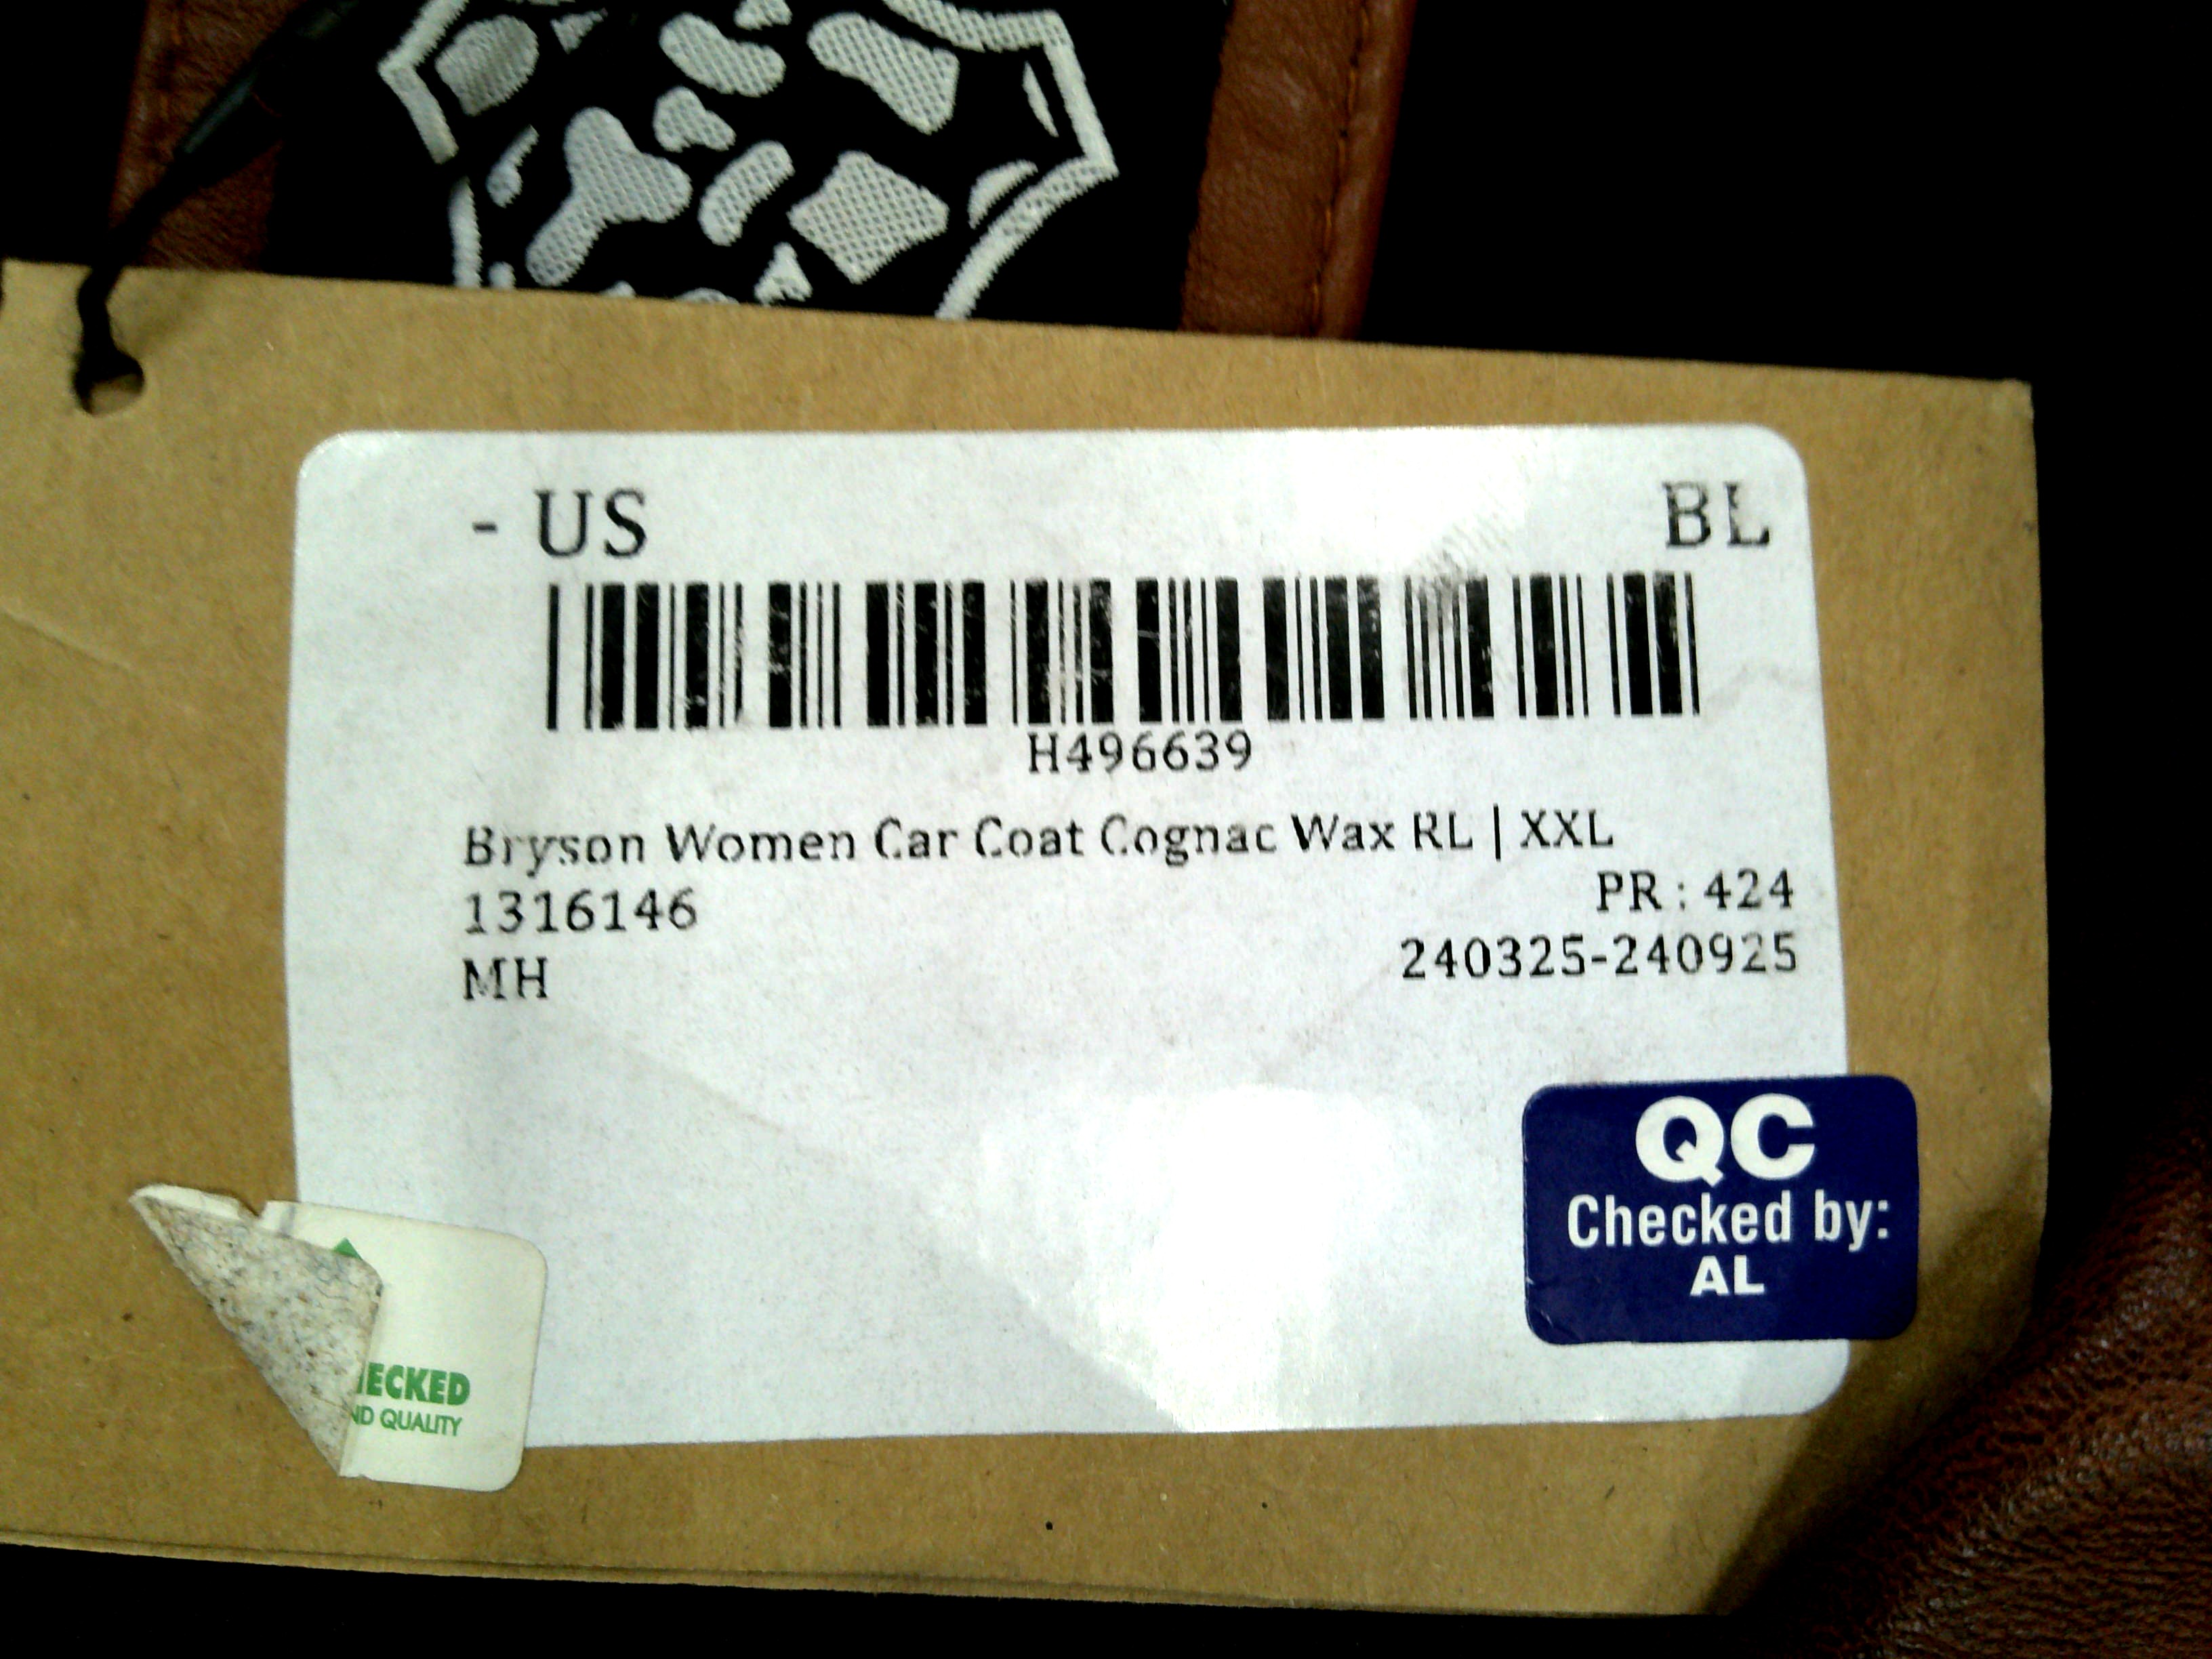 - US BL
H496639
Bryson Women Car Coat Cognac Wax RL | XXL
1316146 PR : 424
MH 240325-240925
QC
Checked by:
AL
ECKED
ND QUALITY